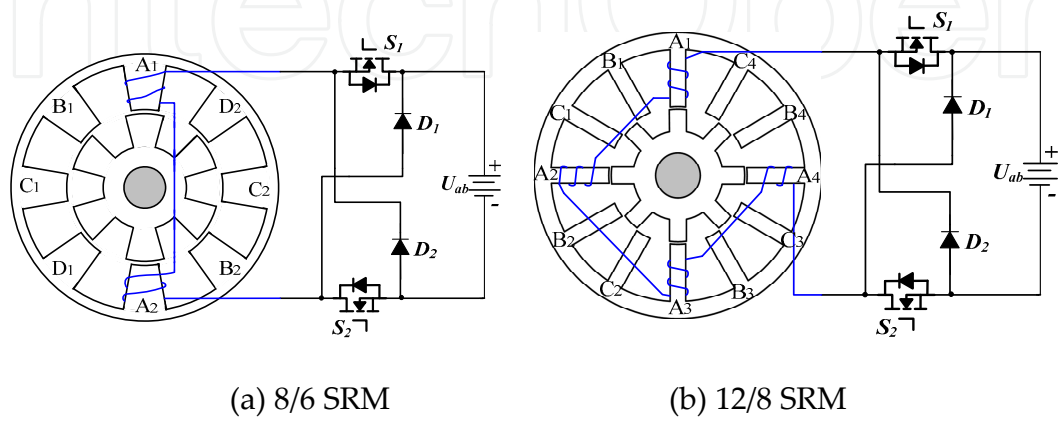 InTechOpen
A1
B1
D2
C1
C2
D1
B2
A2
S1
D1
Uab
+
-
D2
S2
A1
B1
C4
C1
B4
A2
A4
B2
C3
C2
B3
A3
S1
D1
Uab
+
-
D2
S2
(a) 8/6 SRM
(b) 12/8 SRM